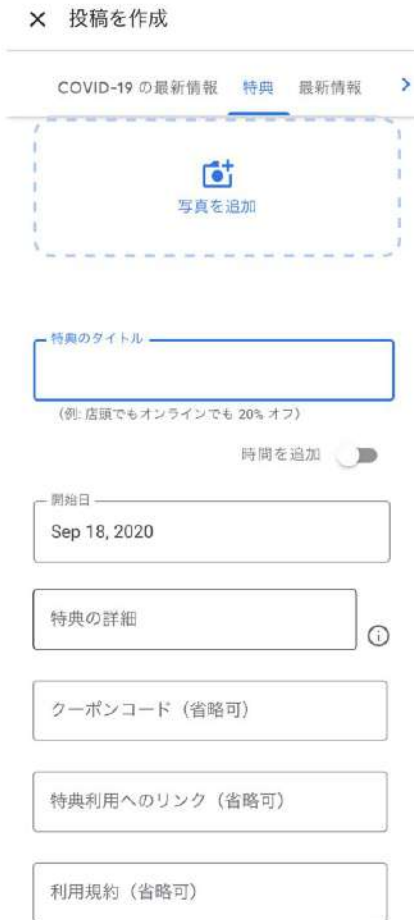 投稿を作成
COVID-19 の最新情報 特典 最新情報
写真を追加
特典のタイトル
(例: 店頭でもオンラインでも 20% オフ)
時間を追加
開始日
Sep 18, 2020
特典の詳細
クーポンコード（省略可）
特典利用へのリンク（省略可）
利用規約（省略可）